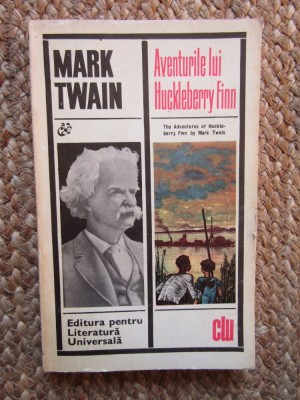 MARK
TWAIN
Aventurile lui
Huckleberry Finn
The Adventures of Huckle-
berry Finn by Mark Twain
Editura pentru
Literatură
Universală
clu